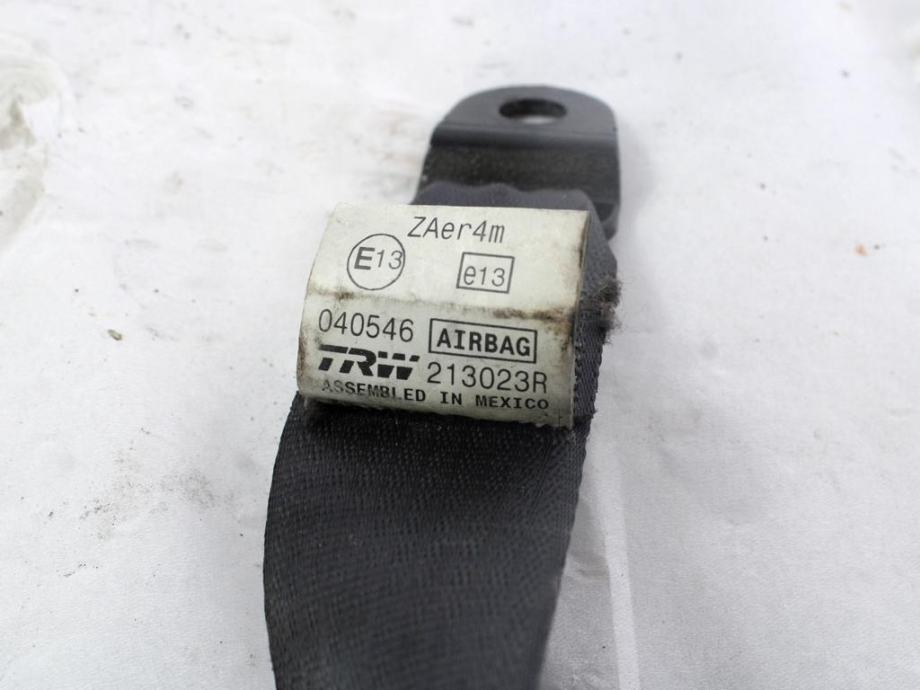 ZAer4m
E13 e13
040546 AIRBAG
TRW 213023R
ASSEMBLED IN MEXICO